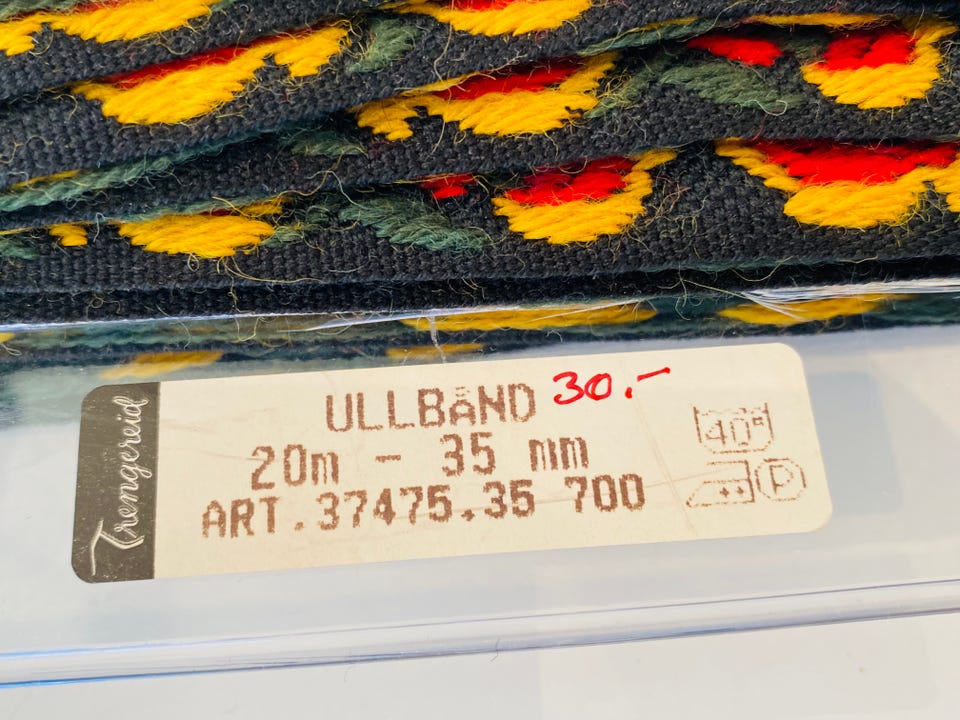 Trengereid
ULLBÅND 30.-
20m - 35 mm
ART.37475.35 700
40°
P